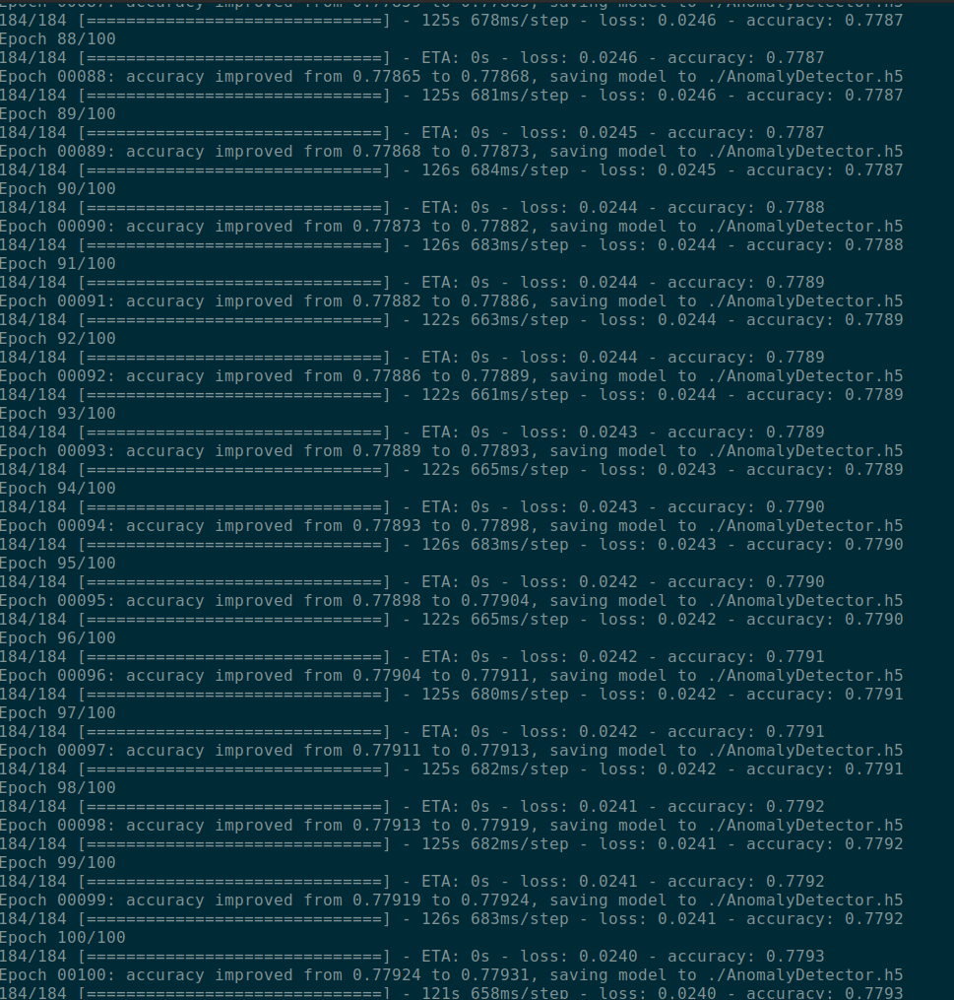 Epoch 00087: accuracy improved from 0.77859 to 0.77865, saving model to ./AnomalyDetector.h5
184/184 [==============================] - 125s 678ms/step - loss: 0.0246 - accuracy: 0.7787
Epoch 88/100
184/184 [==============================] - ETA: 0s - loss: 0.0246 - accuracy: 0.7787
Epoch 00088: accuracy improved from 0.77865 to 0.77868, saving model to ./AnomalyDetector.h5
184/184 [==============================] - 125s 681ms/step - loss: 0.0246 - accuracy: 0.7787
Epoch 89/100
184/184 [==============================] - ETA: 0s - loss: 0.0245 - accuracy: 0.7787
Epoch 00089: accuracy improved from 0.77868 to 0.77873, saving model to ./AnomalyDetector.h5
184/184 [==============================] - 126s 684ms/step - loss: 0.0245 - accuracy: 0.7787
Epoch 90/100
184/184 [==============================] - ETA: 0s - loss: 0.0244 - accuracy: 0.7788
Epoch 00090: accuracy improved from 0.77873 to 0.77882, saving model to ./AnomalyDetector.h5
184/184 [==============================] - 126s 683ms/step - loss: 0.0244 - accuracy: 0.7788
Epoch 91/100
184/184 [==============================] - ETA: 0s - loss: 0.0244 - accuracy: 0.7789
Epoch 00091: accuracy improved from 0.77882 to 0.77886, saving model to ./AnomalyDetector.h5
184/184 [==============================] - 122s 663ms/step - loss: 0.0244 - accuracy: 0.7789
Epoch 92/100
184/184 [==============================] - ETA: 0s - loss: 0.0244 - accuracy: 0.7789
Epoch 00092: accuracy improved from 0.77886 to 0.77889, saving model to ./AnomalyDetector.h5
184/184 [==============================] - 122s 661ms/step - loss: 0.0244 - accuracy: 0.7789
Epoch 93/100
184/184 [==============================] - ETA: 0s - loss: 0.0243 - accuracy: 0.7789
Epoch 00093: accuracy improved from 0.77889 to 0.77893, saving model to ./AnomalyDetector.h5
184/184 [==============================] - 122s 665ms/step - loss: 0.0243 - accuracy: 0.7789
Epoch 94/100
184/184 [==============================] - ETA: 0s - loss: 0.0243 - accuracy: 0.7790
Epoch 00094: accuracy improved from 0.77893 to 0.77898, saving model to ./AnomalyDetector.h5
184/184 [==============================] - 126s 683ms/step - loss: 0.0243 - accuracy: 0.7790
Epoch 95/100
184/184 [==============================] - ETA: 0s - loss: 0.0242 - accuracy: 0.7790
Epoch 00095: accuracy improved from 0.77898 to 0.77904, saving model to ./AnomalyDetector.h5
184/184 [==============================] - 122s 665ms/step - loss: 0.0242 - accuracy: 0.7790
Epoch 96/100
184/184 [==============================] - ETA: 0s - loss: 0.0242 - accuracy: 0.7791
Epoch 00096: accuracy improved from 0.77904 to 0.77911, saving model to ./AnomalyDetector.h5
184/184 [==============================] - 125s 680ms/step - loss: 0.0242 - accuracy: 0.7791
Epoch 97/100
184/184 [==============================] - ETA: 0s - loss: 0.0242 - accuracy: 0.7791
Epoch 00097: accuracy improved from 0.77911 to 0.77913, saving model to ./AnomalyDetector.h5
184/184 [==============================] - 125s 682ms/step - loss: 0.0242 - accuracy: 0.7791
Epoch 98/100
184/184 [==============================] - ETA: 0s - loss: 0.0241 - accuracy: 0.7792
Epoch 00098: accuracy improved from 0.77913 to 0.77919, saving model to ./AnomalyDetector.h5
184/184 [==============================] - 125s 682ms/step - loss: 0.0241 - accuracy: 0.7792
Epoch 99/100
184/184 [==============================] - ETA: 0s - loss: 0.0241 - accuracy: 0.7792
Epoch 00099: accuracy improved from 0.77919 to 0.77924, saving model to ./AnomalyDetector.h5
184/184 [==============================] - 126s 683ms/step - loss: 0.0241 - accuracy: 0.7792
Epoch 100/100
184/184 [==============================] - ETA: 0s - loss: 0.0240 - accuracy: 0.7793
Epoch 00100: accuracy improved from 0.77924 to 0.77931, saving model to ./AnomalyDetector.h5
184/184 [==============================] - 121s 658ms/step - loss: 0.0240 - accuracy: 0.7793